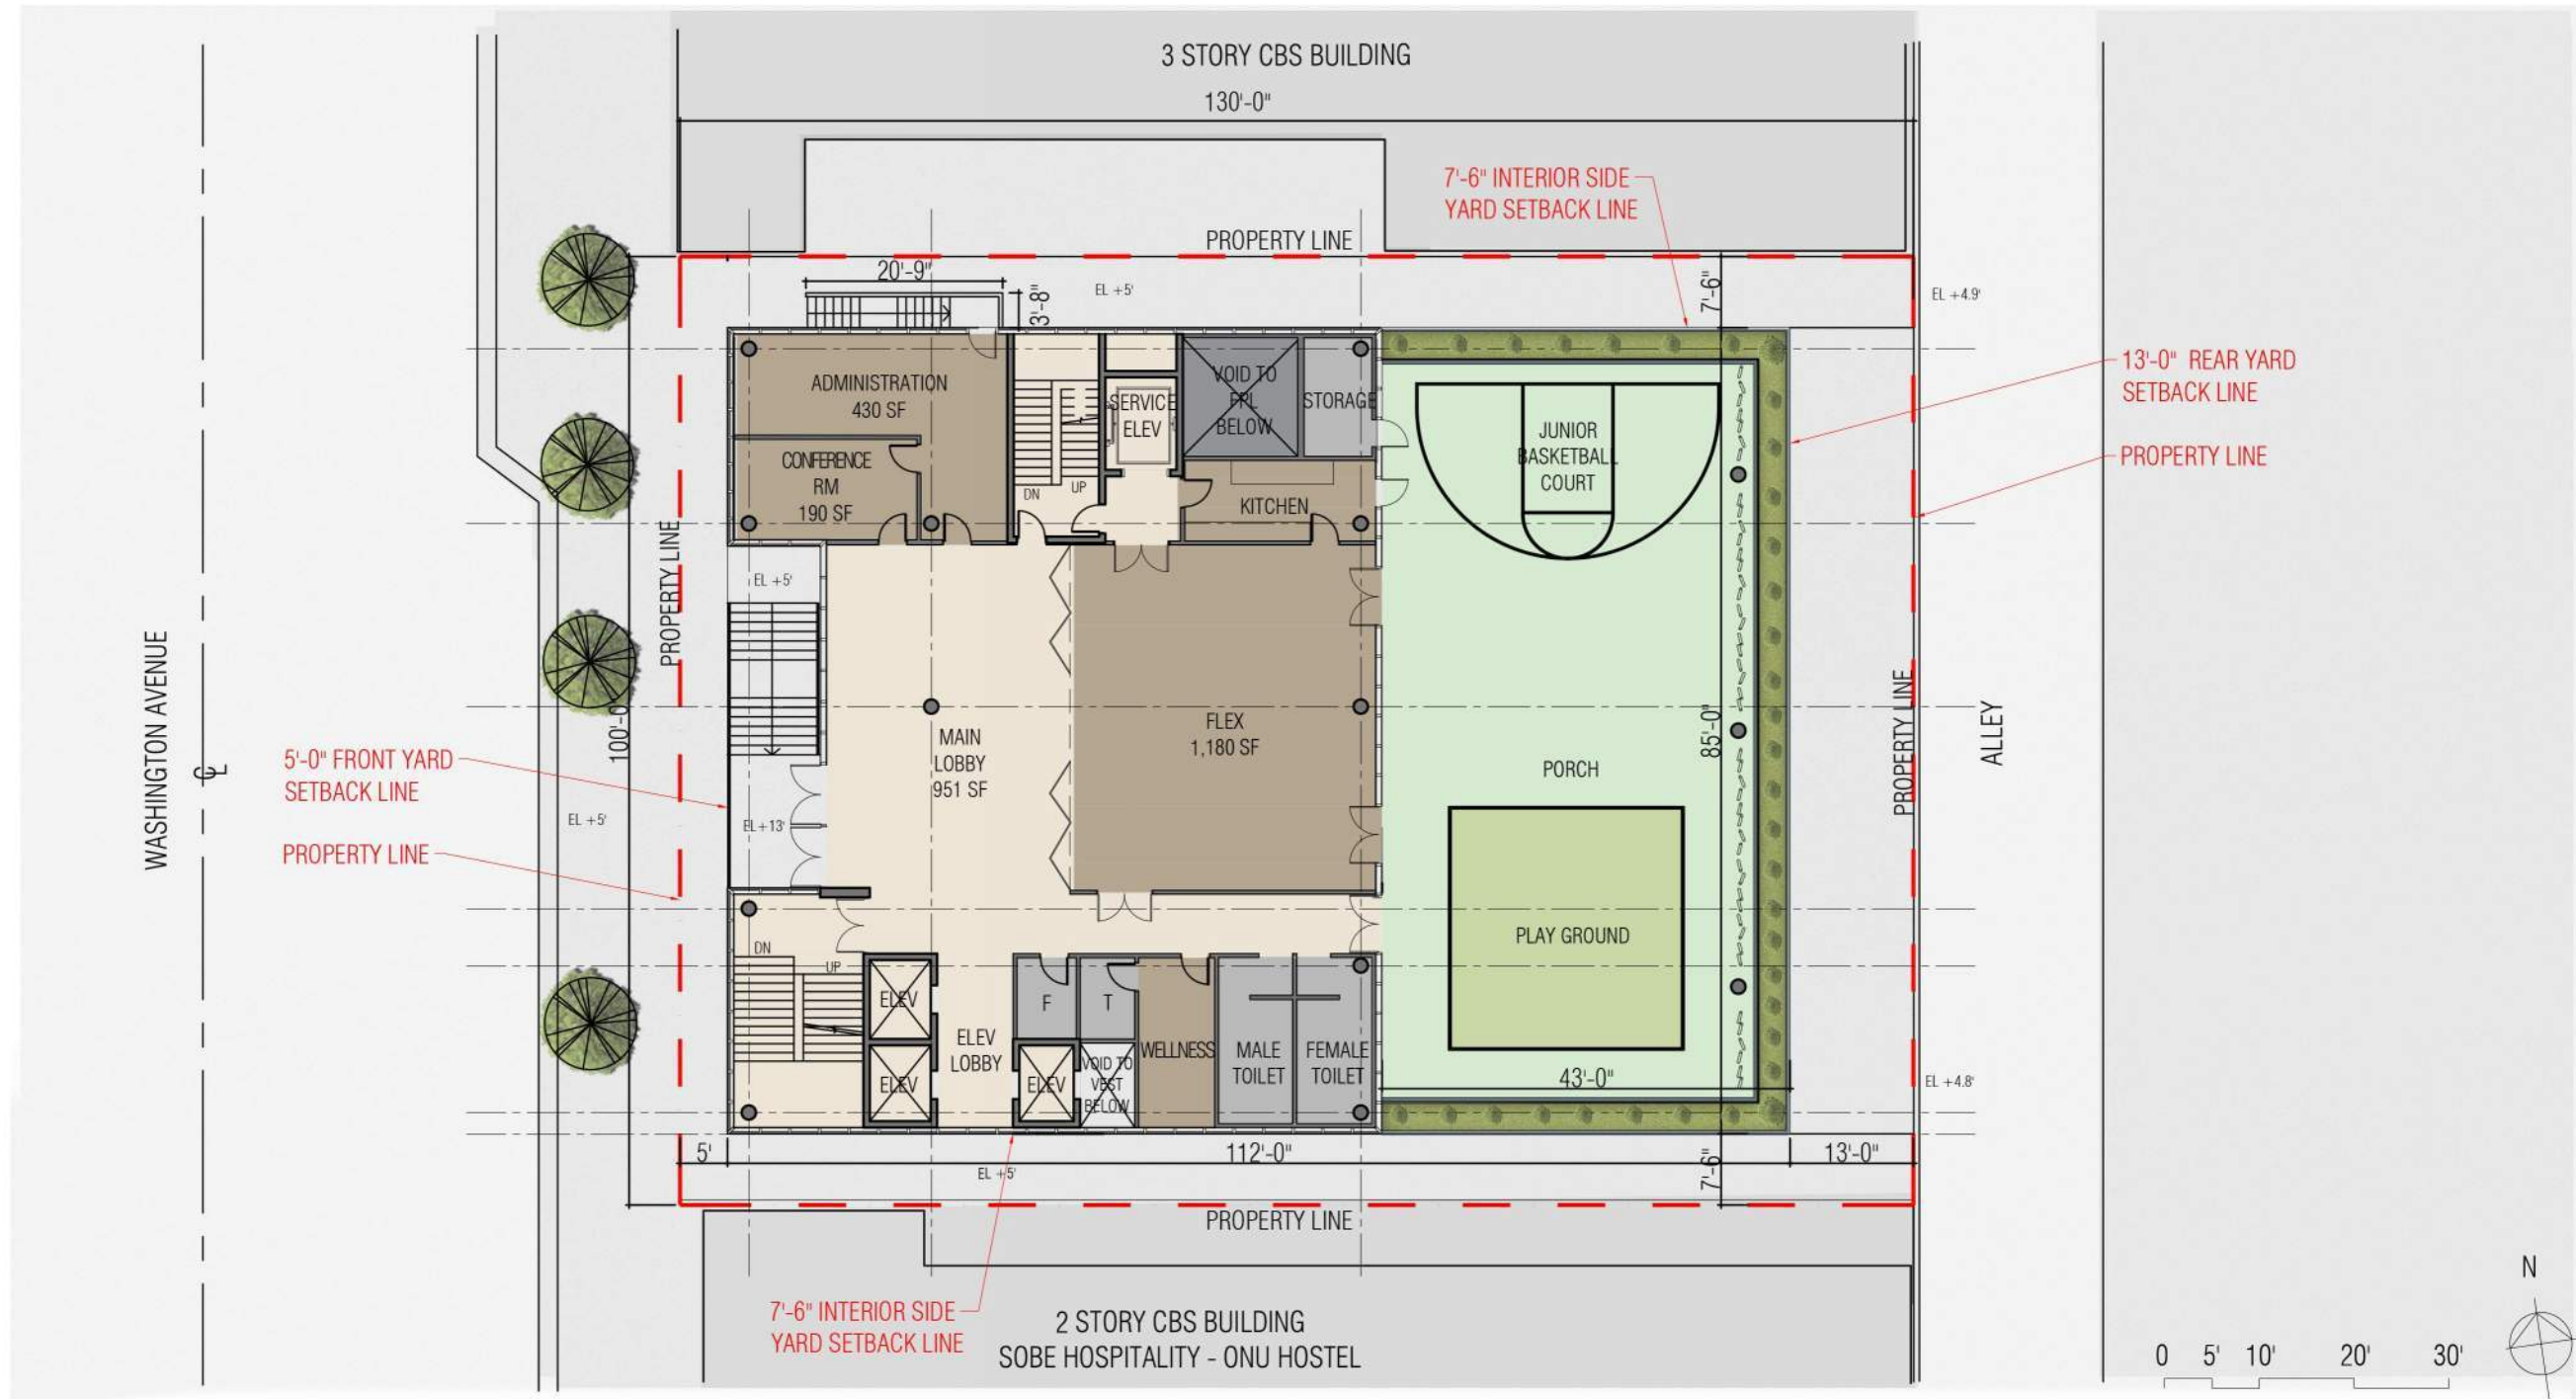 3 STORY CBS BUILDING
130'-0"
7'-6" INTERIOR SIDE
YARD SETBACK LINE
PROPERTY LINE
20'-9"
3'-8"
EL +5'
7'-6"
EL +4.9'
13'-0" REAR YARD
SETBACK LINE
PROPERTY LINE
ADMINISTRATION
430 SF
CONFERENCE
RM
190 SF
DN
UP
SERVICE
ELEV
VOID TO
FPL
BELOW
STORAGE
KITCHEN
JUNIOR
BASKETBALL
COURT
PROPERTY LINE
EL +5'
WASHINGTON AVENUE
CL
100'-0
5'-0" FRONT YARD
SETBACK LINE
PROPERTY LINE
EL +5'
EL+13'
MAIN
LOBBY
951 SF
FLEX
1,180 SF
PORCH
85'-0"
PROPERTY LINE
ALLEY
PLAY GROUND
DN
UP
ELEV
ELEV
ELEV
LOBBY
F
T
ELEV
VOID TO
VEST
BELOW
WELLNESS
MALE
TOILET
FEMALE
TOILET
43'-0"
EL +4.8'
5'
112'-0"
13'-0"
EL +5'
7'-6"
PROPERTY LINE
7'-6" INTERIOR SIDE
YARD SETBACK LINE
2 STORY CBS BUILDING
SOBE HOSPITALITY - ONU HOSTEL
N
0 5' 10' 20' 30'